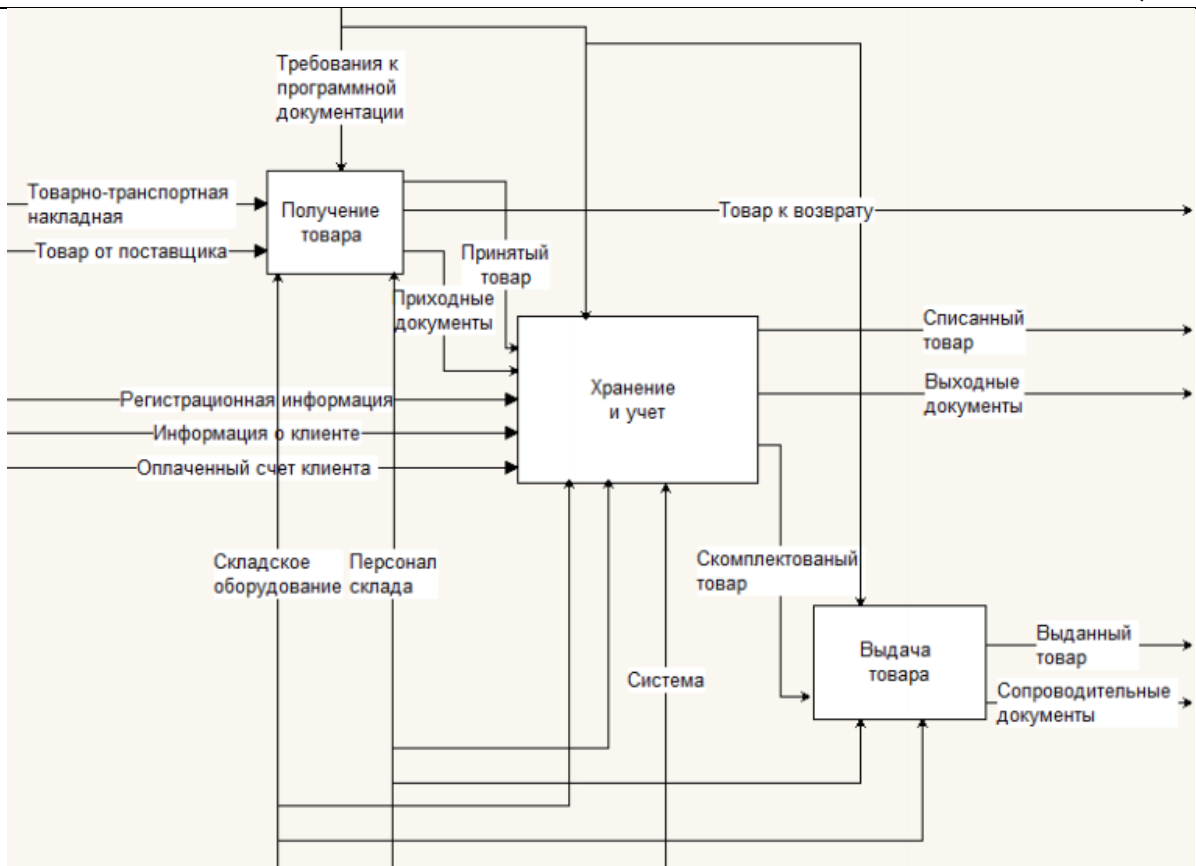 Требования к
программной
документации
Товарно-транспортная
накладная
Получение
товара
Товар к возврату
Товар от поставщика
Принятый
товар
Приходные
документы
Списанный
товар
Хранение
и учет
Выходные
документы
Регистрационная информация
Информация о клиенте
Оплаченный счет клиента
Складское
оборудование
Персонал
склада
Скомплектованый
товар
Система
Выдача
товара
Выданный
товар
Сопроводительные
документы